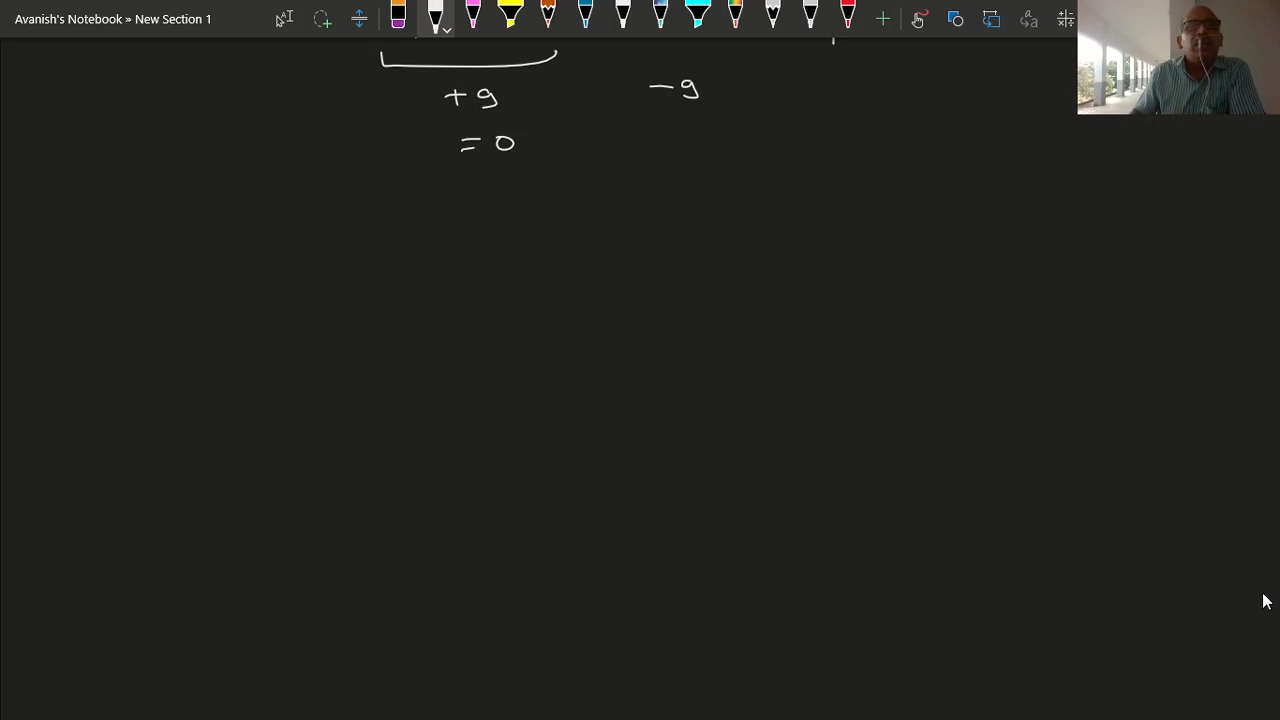 Avanish's Notebook » New Section 1
+ 9 - 9
= 0